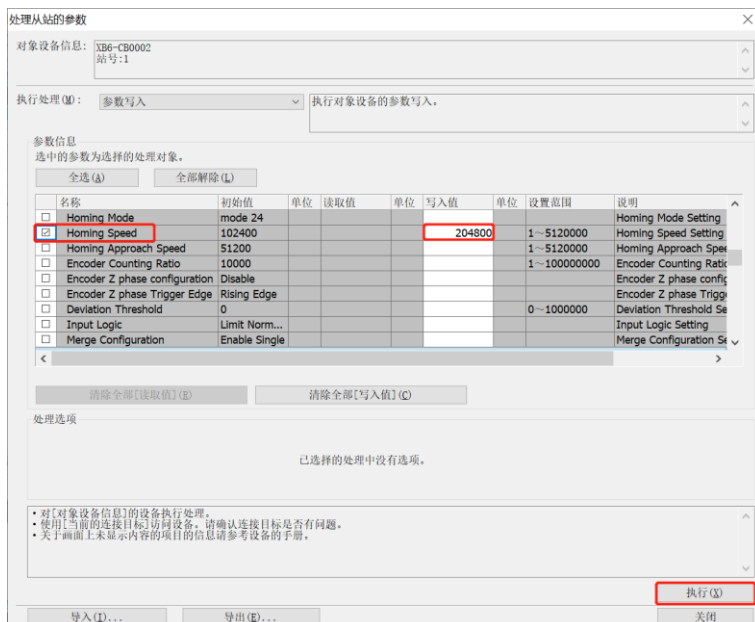 处理从站的参数
对象设备信息:
XB6-CB0002
站号:1
执行处理(M):
参数写入
执行对象设备的参数写入。
参数信息
选中的参数为选择的处理对象。
全选(A)
全部解除(L)
名称 初始值 单位 读取值 单位 写入值 单位 设置范围 说明
Homing Mode mode 24 Homing Mode Setting
Homing Speed 102400 204800 1~5120000 Homing Speed Setting
Homing Approach Speed 51200 1~5120000 Homing Approach Spee
Encoder Counting Ratio 10000 1~100000000 Encoder Counting Ratio
Encoder Z phase configuration Disable Encoder Z phase config
Encoder Z phase Trigger Edge Rising Edge Encoder Z phase Trigg
Deviation Threshold 0 0~1000000 Deviation Threshold Se
Input Logic Limit Norm... Input Logic Setting
Merge Configuration Enable Single Merge Configuration Se
清除全部[读取值](R)
清除全部[写入值](C)
处理选项
已选择的处理中没有选项。
•对[对象设备信息]的设备执行处理。
•使用[当前的连接目标]访问设备。请确认连接目标是否有问题。
•关于画面上未显示内容的项目的信息请参考设备的手册。
执行(X)
导入(I)...
导出(E)...
关闭